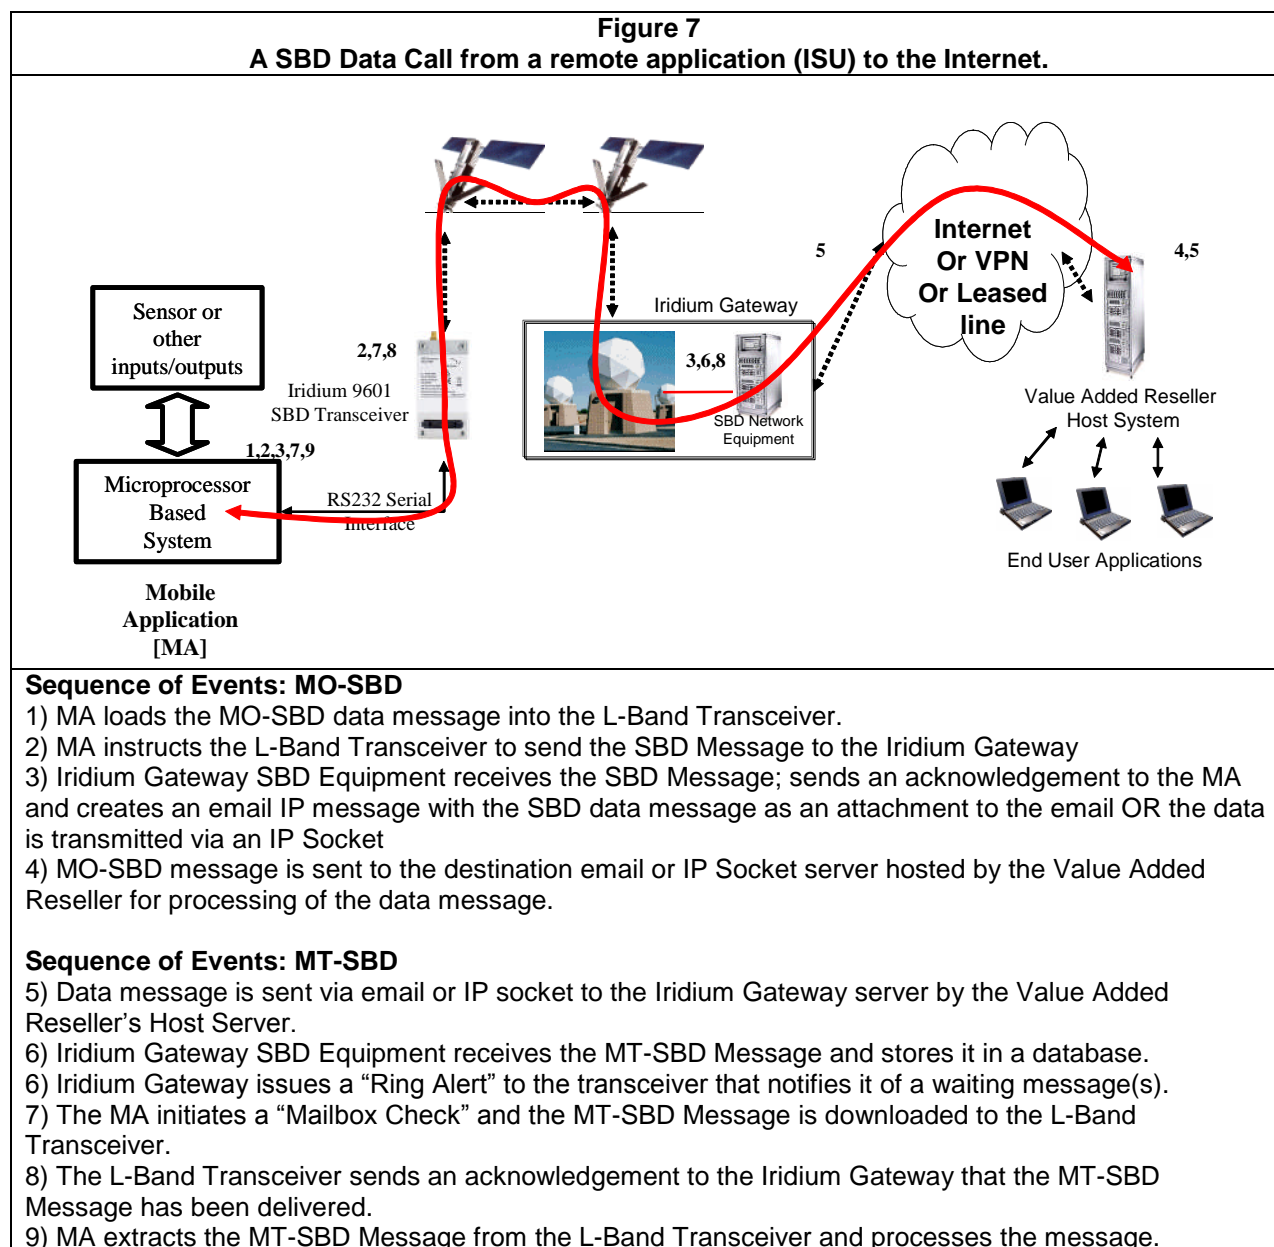 Figure 7
A SBD Data Call from a remote application (ISU) to the Internet.
Internet
Or VPN
Or Leased
line
5
4,5
Iridium Gateway
Sensor or
other
inputs/outputs
2,7,8
Iridium 9601
SBD Transceiver
3,6,8
SBD Network
Equipment
Value Added Reseller
Host System
1,2,3,7,9
Microprocessor
Based
System
RS232 Serial
Interface
End User Applications
Mobile
Application
[MA]
Sequence of Events: MO-SBD
1) MA loads the MO-SBD data message into the L-Band Transceiver.
2) MA instructs the L-Band Transceiver to send the SBD Message to the Iridium Gateway
3) Iridium Gateway SBD Equipment receives the SBD Message; sends an acknowledgement to the MA
and creates an email IP message with the SBD data message as an attachment to the email OR the data
is transmitted via an IP Socket
4) MO-SBD message is sent to the destination email or IP Socket server hosted by the Value Added
Reseller for processing of the data message.
Sequence of Events: MT-SBD
5) Data message is sent via email or IP socket to the Iridium Gateway server by the Value Added
Reseller’s Host Server.
6) Iridium Gateway SBD Equipment receives the MT-SBD Message and stores it in a database.
6) Iridium Gateway issues a “Ring Alert” to the transceiver that notifies it of a waiting message(s).
7) The MA initiates a “Mailbox Check” and the MT-SBD Message is downloaded to the L-Band
Transceiver.
8) The L-Band Transceiver sends an acknowledgement to the Iridium Gateway that the MT-SBD
Message has been delivered.
9) MA extracts the MT-SBD Message from the L-Band Transceiver and processes the message.